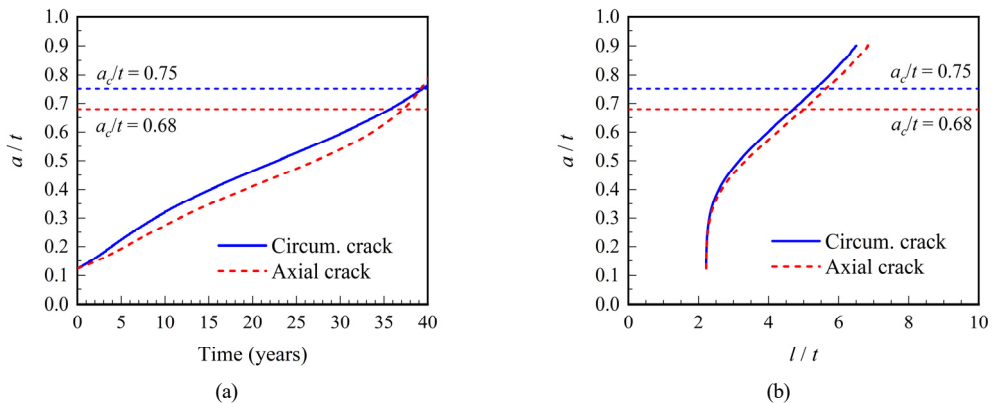 1.0
0.9
0.8
0.7
0.6
0.5
0.4
0.3
0.2
0.1
0.0
a / t
a_c/t = 0.75
a_c/t = 0.68
Circum. crack
Axial crack
0 5 10 15 20 25 30 35 40
Time (years)
(a)
1.0
0.9
0.8
0.7
0.6
0.5
0.4
0.3
0.2
0.1
0.0
a / t
a_c/t = 0.75
a_c/t = 0.68
Circum. crack
Axial crack
0 2 4 6 8 10
l / t
(b)